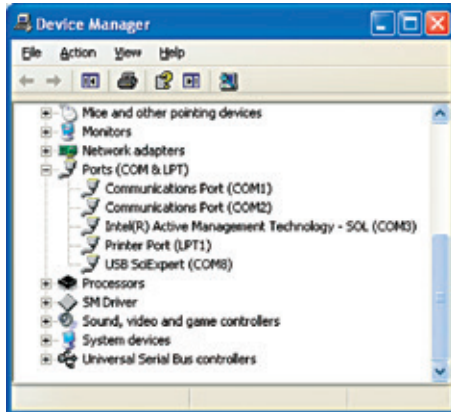 Device Manager
File Action View Help
Mice and other pointing devices
Monitors
Network adapters
Ports (COM & LPT)
Communications Port (COM1)
Communications Port (COM2)
Intel(R) Active Management Technology - SOL (COM3)
Printer Port (LPT1)
USB SciExpert (COM8)
Processors
SM Driver
Sound, video and game controllers
System devices
Universal Serial Bus controllers